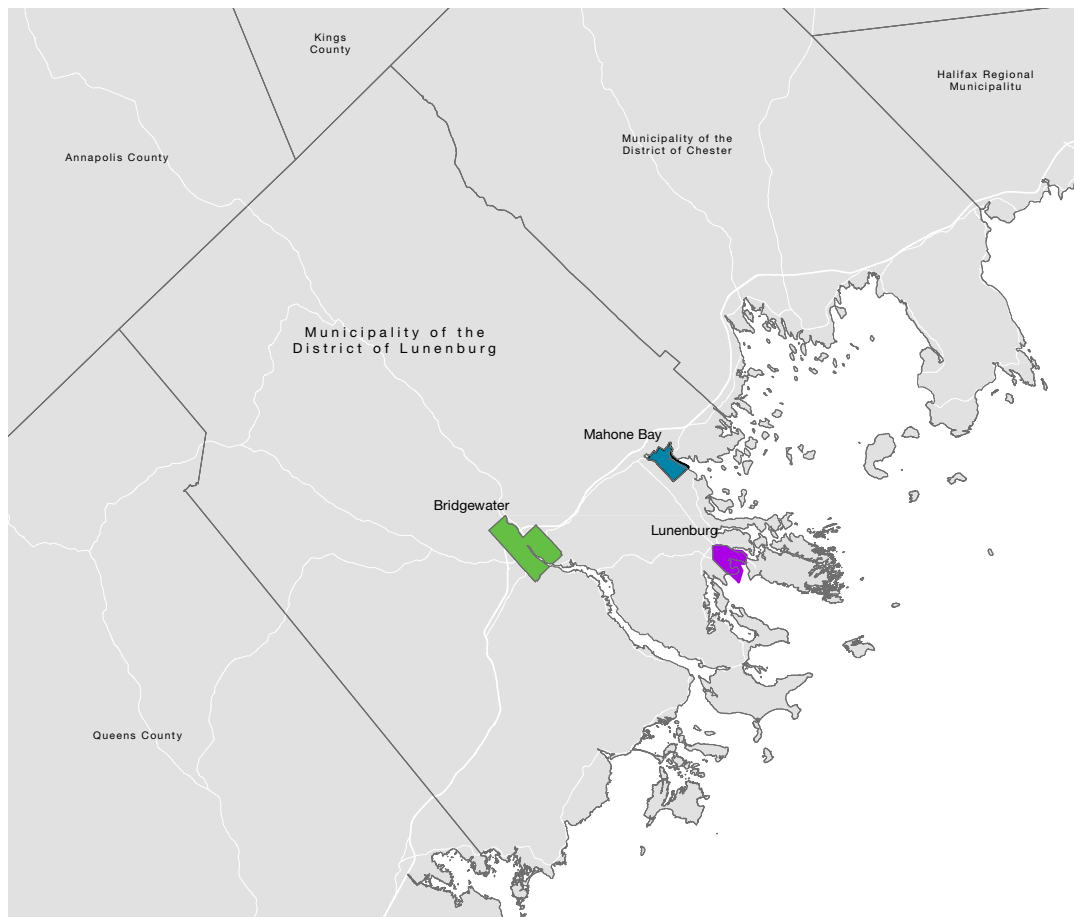 Kings
County
Halifax Regional
Municipalitu
Municipality of the
District of Chester
Annapolis County
Municipality of the
District of Lunenburg
Mahone Bay
Bridgewater
Lunenburg
Queens County